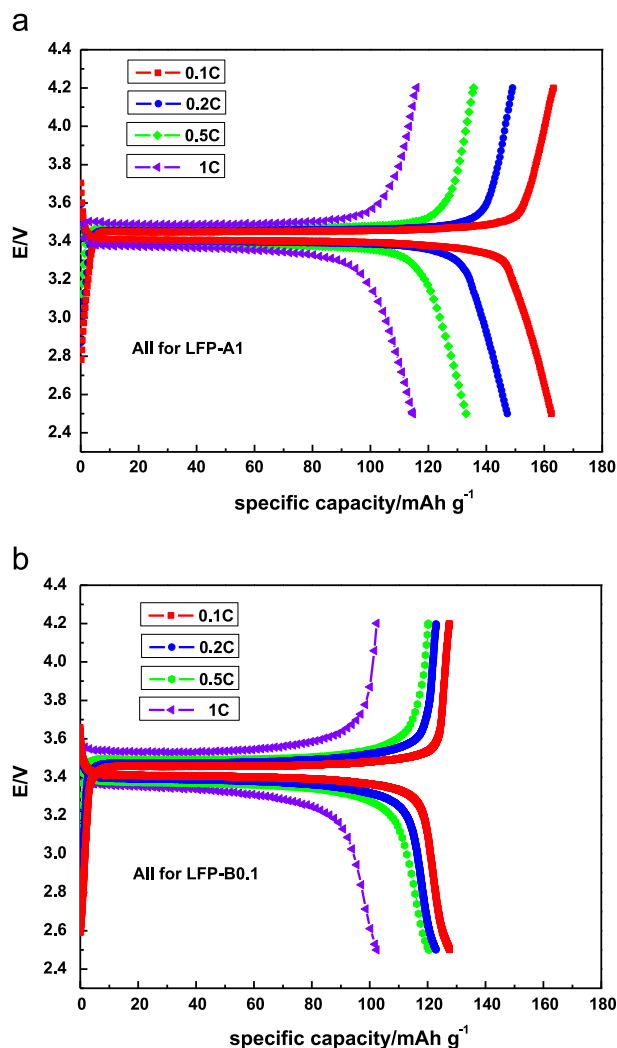 a
4.4
4.2
4.0
3.8
3.6
3.4
3.2
3.0
2.8
2.6
2.4
E/V
0.1C
0.2C
0.5C
1C
All for LFP-A1
0 20 40 60 80 100 120 140 160 180
specific capacity/mAh g⁻¹
b
4.4
4.2
4.0
3.8
3.6
3.4
3.2
3.0
2.8
2.6
2.4
E/V
0.1C
0.2C
0.5C
1C
All for LFP-B0.1
0 20 40 60 80 100 120 140 160 180
specific capacity/mAh g⁻¹